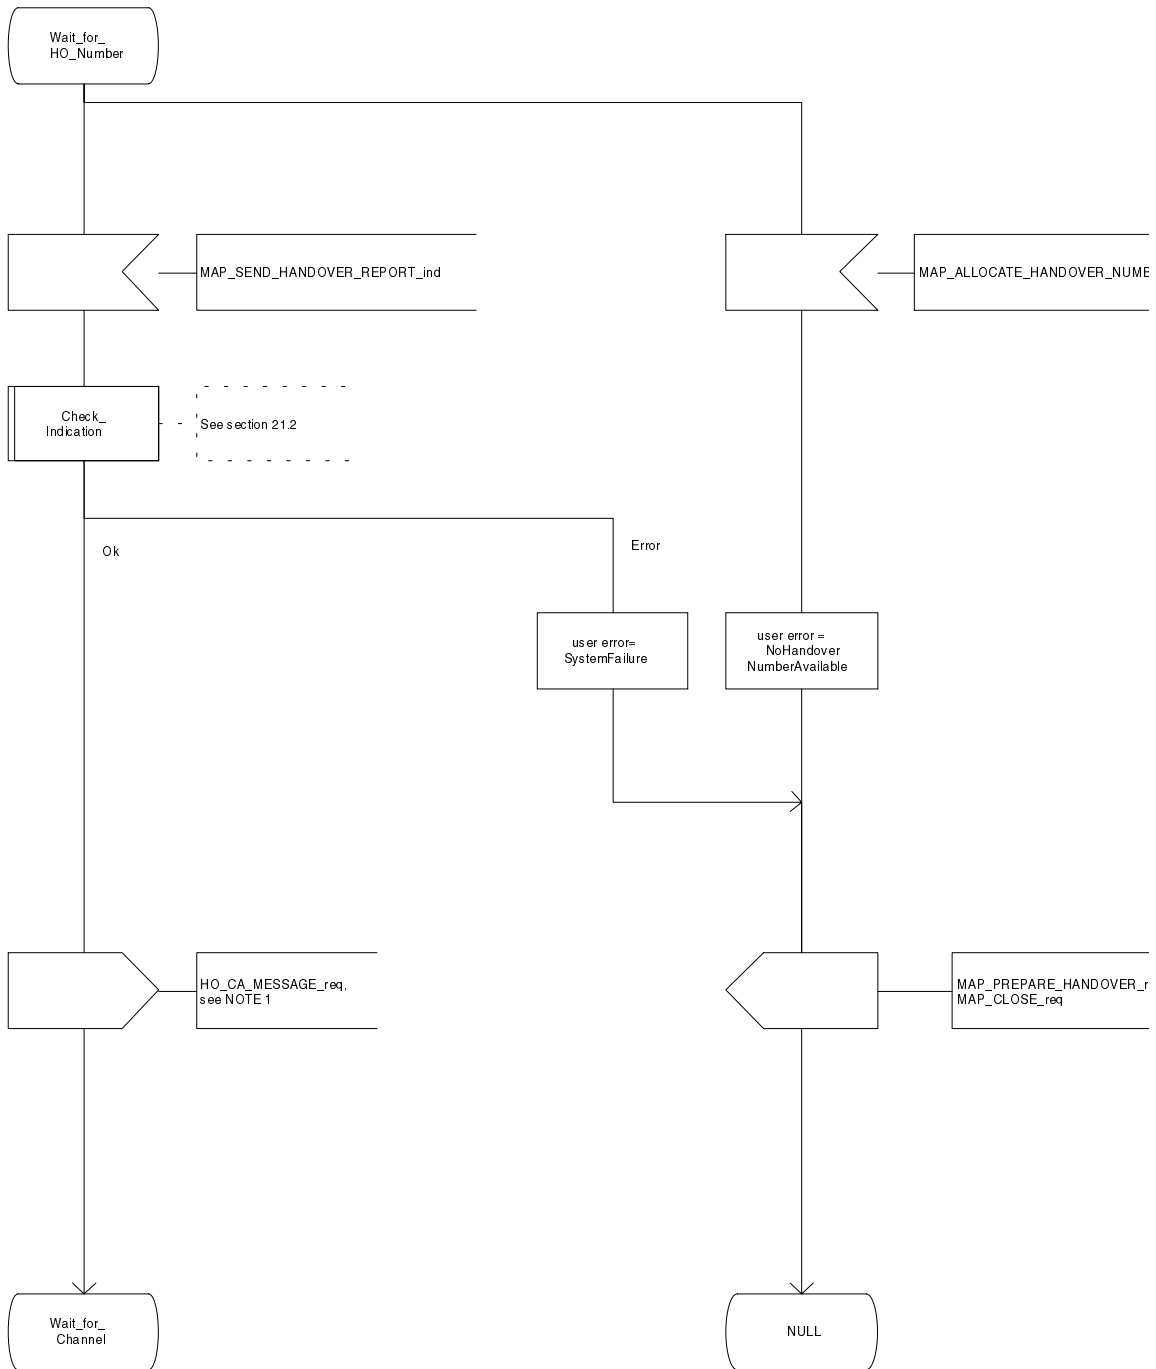 Wait_for_
HO_Number
MAP_SEND_HANDOVER_REPORT_ind
MAP_ALLOCATE_HANDOVER_NUMB
Check_
Indication
See section 21.2
Ok
Error
user error=
SystemFailure
user error =
NoHandover
NumberAvailable
HO_CA_MESSAGE_req,
see NOTE 1
MAP_PREPARE_HANDOVER_r
MAP_CLOSE_req
Wait_for_
Channel
NULL